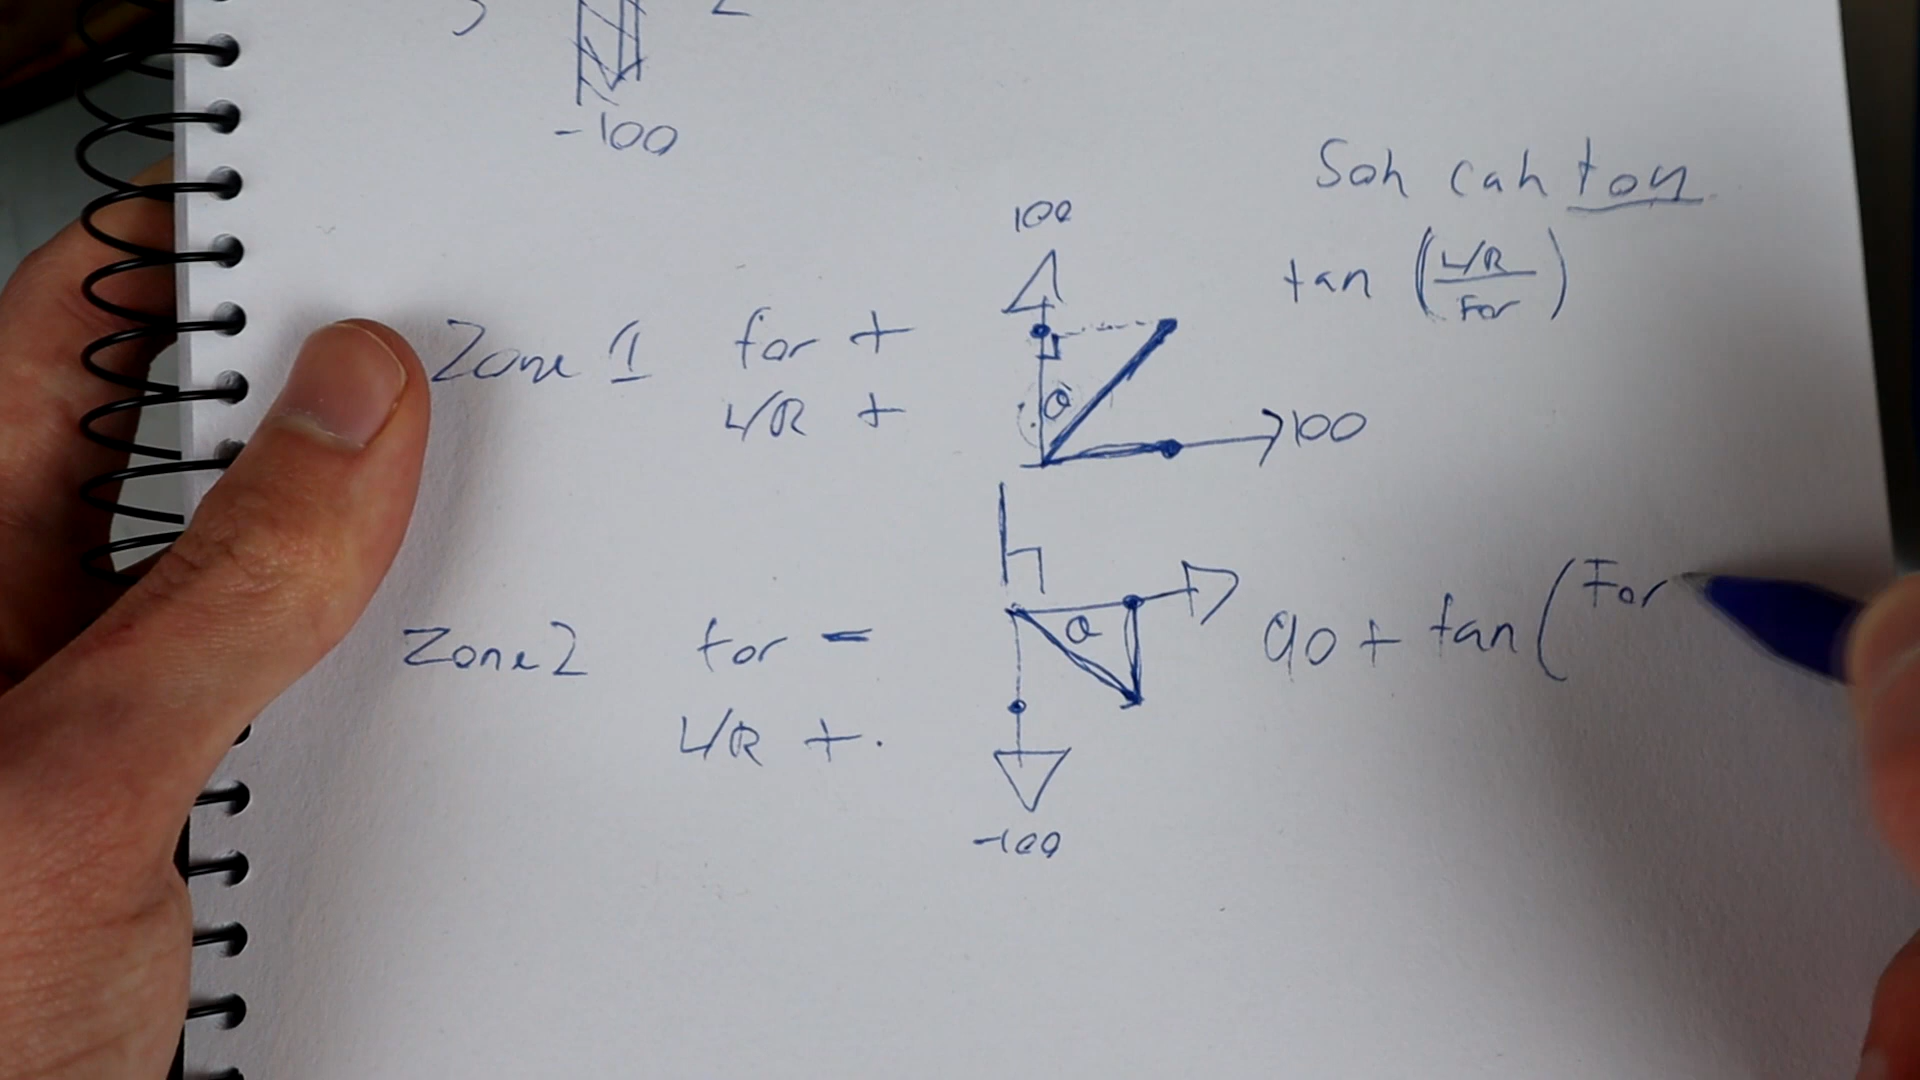 -100
Soh cah toa
100
tan (L/R / For)
Zone 1 for +
L/R +
θ
100
Zone 2 for -
θ
90 + tan (For
L/R +.
-100